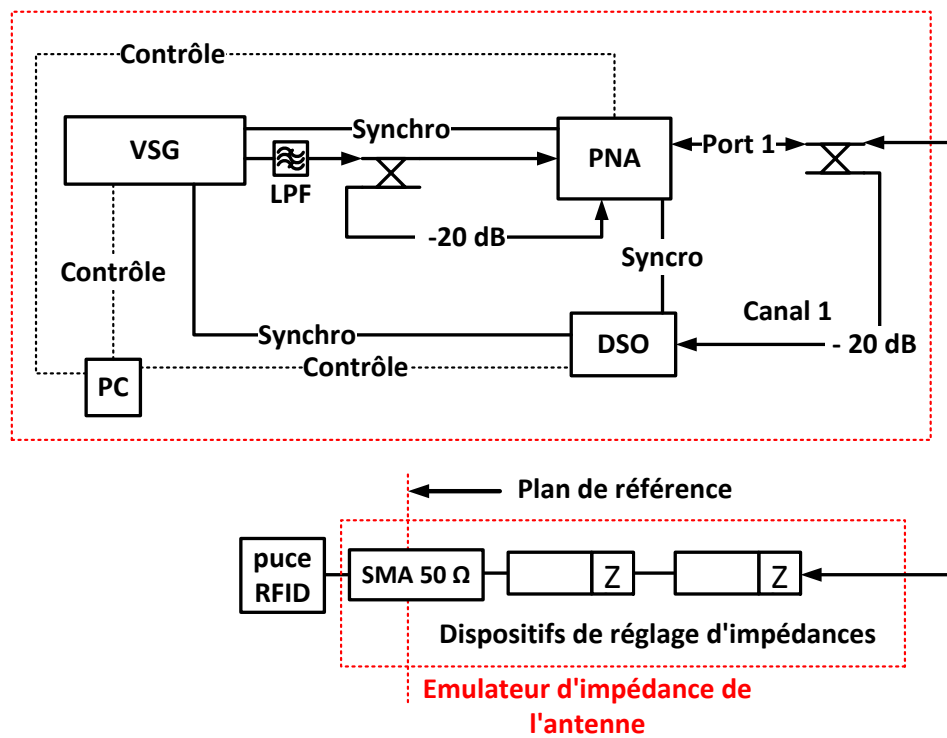 Contrôle
VSG
Synchro
PNA
Port 1
LPF
-20 dB
Contrôle
Syncro
Canal 1
Synchro
DSO
- 20 dB
Contrôle
PC
Plan de référence
puce
RFID
SMA 50 Ω
Z
Z
Dispositifs de réglage d'impédances
Emulateur d'impédance de
l'antenne